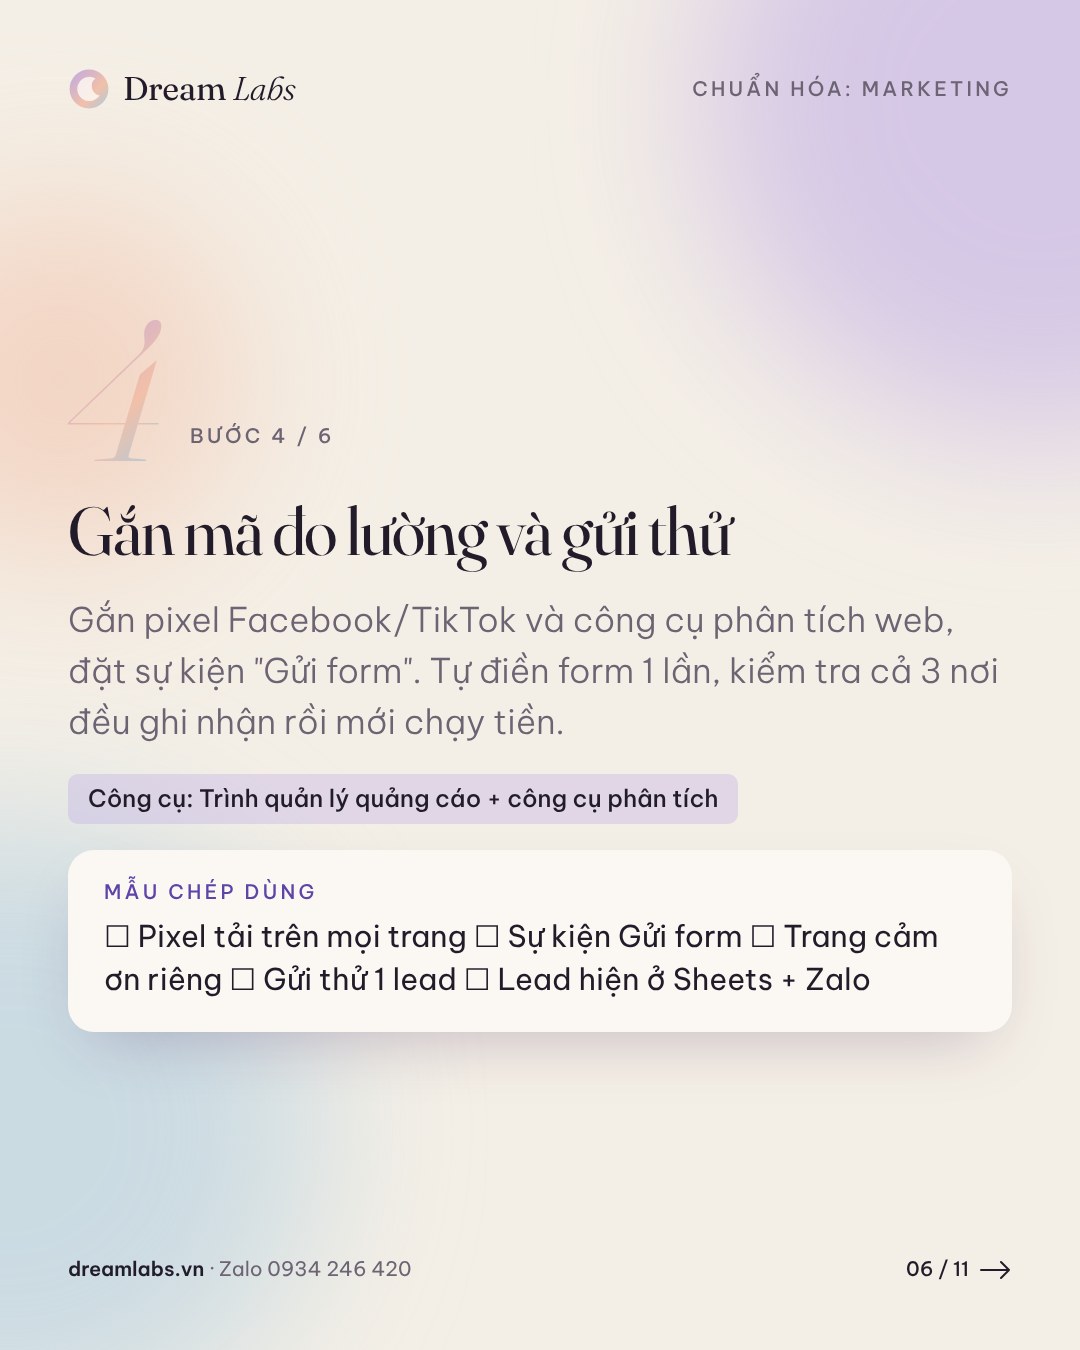 Dream Labs
CHUẨN HÓA: MARKETING
4
BƯỚC 4 / 6
Gắn mã đo lường và gửi thử
Gắn pixel Facebook/TikTok và công cụ phân tích web,
đặt sự kiện "Gửi form". Tự điền form 1 lần, kiểm tra cả 3 nơi
đều ghi nhận rồi mới chạy tiền.
Công cụ: Trình quản lý quảng cáo + công cụ phân tích
MẪU CHÉP DÙNG
☐ Pixel tải trên mọi trang ☐ Sự kiện Gửi form ☐ Trang cảm
ơn riêng ☐ Gửi thử 1 lead ☐ Lead hiện ở Sheets + Zalo
dreamlabs.vn · Zalo 0934 246 420
06 / 11 →